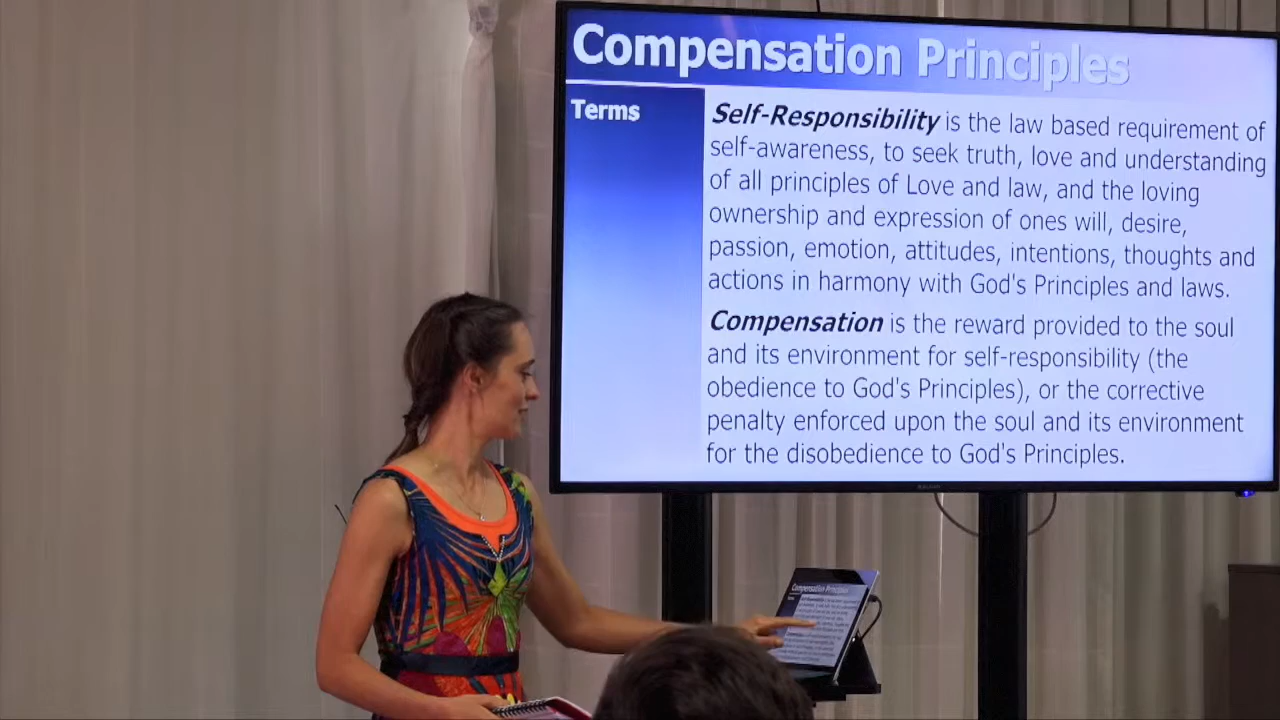 Compensation Principles
Terms
Self-Responsibility is the law based requirement of
self-awareness, to seek truth, love and understanding
of all principles of Love and law, and the loving
ownership and expression of ones will, desire,
passion, emotion, attitudes, intentions, thoughts and
actions in harmony with God's Principles and laws.
Compensation is the reward provided to the soul
and its environment for self-responsibility (the
obedience to God's Principles), or the corrective
penalty enforced upon the soul and its environment
for the disobedience to God's Principles.
Compensation Principles